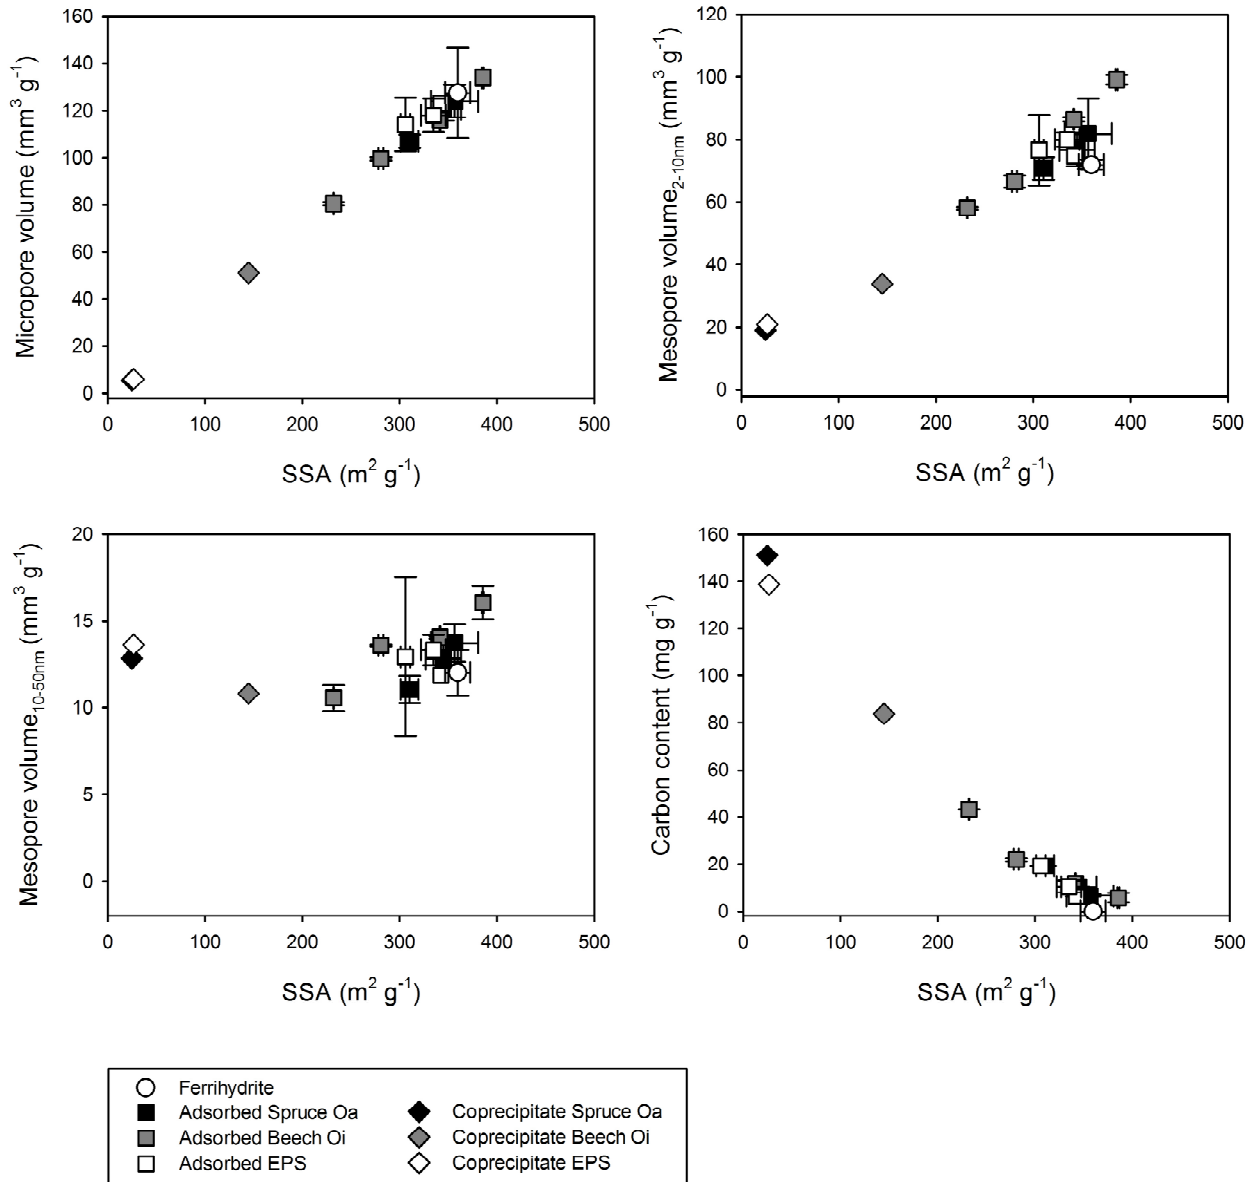 160
140
120
100
80
60
40
20
0
Micropore volume (mm³ g⁻¹)
0 100 200 300 400 500
SSA (m² g⁻¹)
120
100
80
60
40
20
0
Mesopore volume₂₋₁₀ₙₘ (mm³ g⁻¹)
0 100 200 300 400 500
SSA (m² g⁻¹)
20
15
10
5
0
Mesopore volume₁₀₋₅₀ₙₘ (mm³ g⁻¹)
0 100 200 300 400 500
SSA (m² g⁻¹)
160
140
120
100
80
60
40
20
0
Carbon content (mg g⁻¹)
0 100 200 300 400 500
SSA (m² g⁻¹)
Ferrihydrite
Adsorbed Spruce Oa
Adsorbed Beech Oi
Adsorbed EPS
Coprecipitate Spruce Oa
Coprecipitate Beech Oi
Coprecipitate EPS